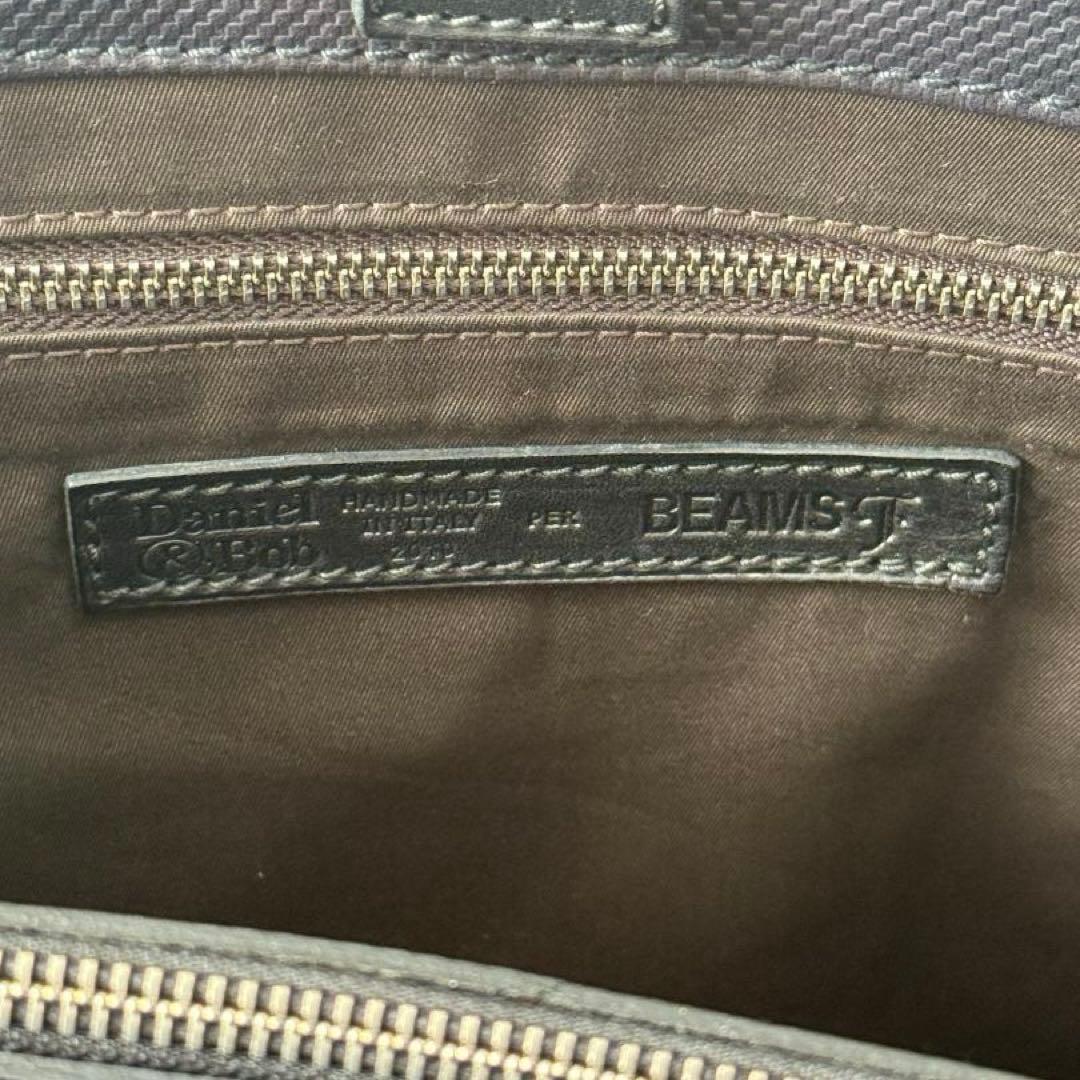 Daniel
& Bob
HANDMADE
IN ITALY
PER
BEAMS F